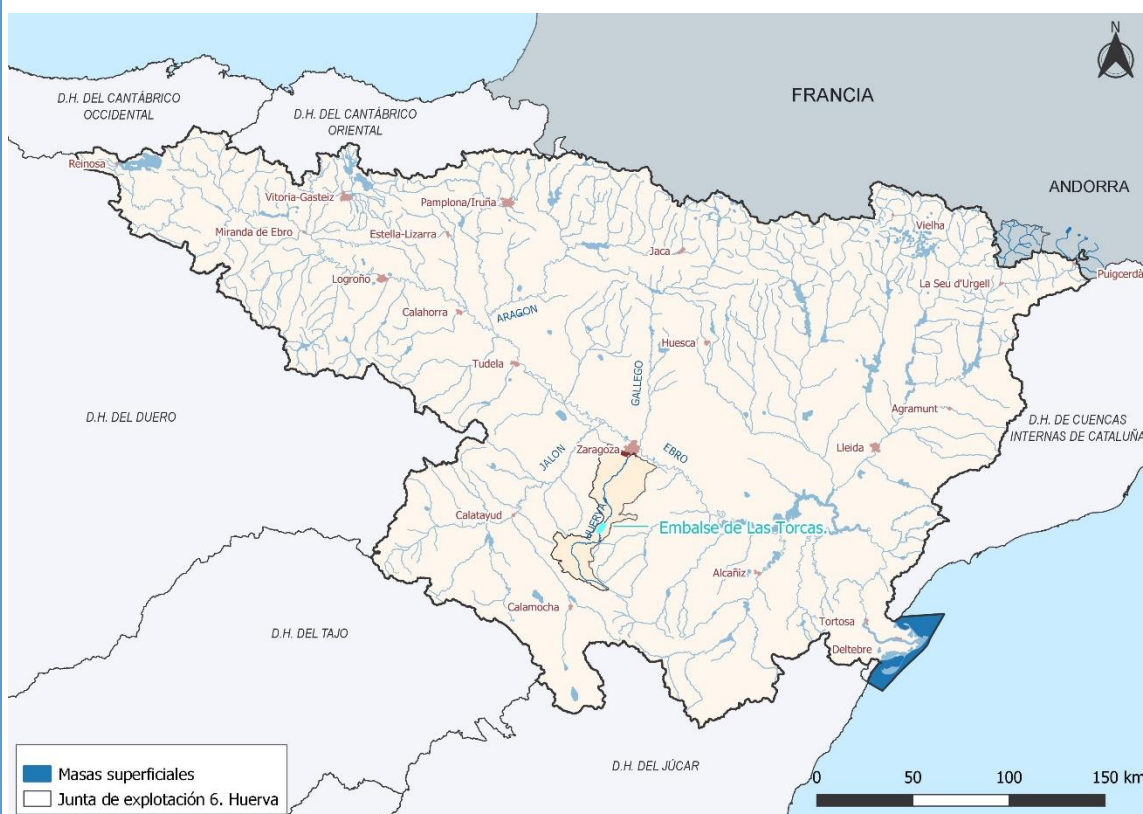 N
FRANCIA
D.H. DEL CANTÁBRICO
OCCIDENTAL
D.H. DEL CANTÁBRICO
ORIENTAL
Reinosa
ANDORRA
Vitoria-Gasteiz
Pamplona/Iruña
Miranda de Ebro
Estella-Lizarra
Jaca
Vielha
Puigcerdà
La Seu d'Urgell
Logroño
Calahorra
ARAGON
Huesca
Tudela
GALLEGO
Agramunt
D.H. DEL DUERO
D.H. DE CUENCAS
INTERNAS DE CATALUÑA
Zaragoza
EBRO
JALON
Lleida
Calatayud
HUERVA
Embalse de Las Torcas.
Alcañiz
Calamocha
Tortosa
D.H. DEL TAJO
Deltebre
D.H. DEL JÚCAR
Masas superficiales
Junta de explotación 6. Huerva
0 50 100 150 km